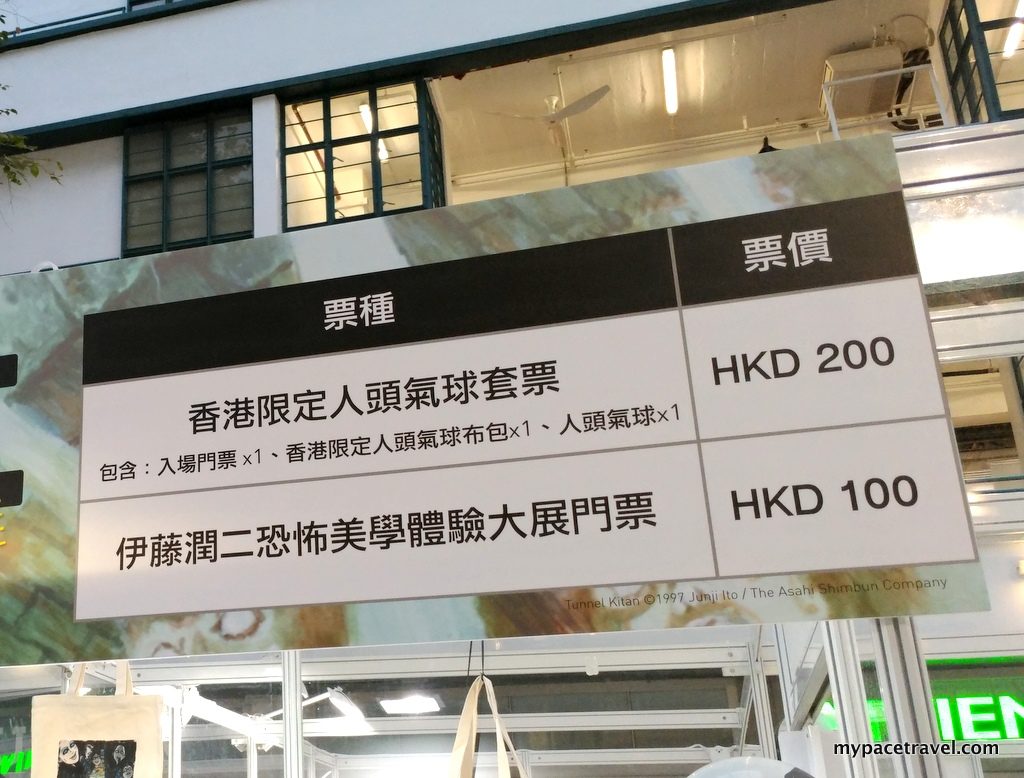 票種
票價
香港限定人頭氣球套票
HKD 200
包含：入場門票 x1、香港限定人頭氣球布包x1、人頭氣球x1
伊藤潤二恐怖美學體驗大展門票
HKD 100
Tunnel Kitan ©1997 Junji Ito / The Asahi Shimbun Company
IEN
mypacetravel.com